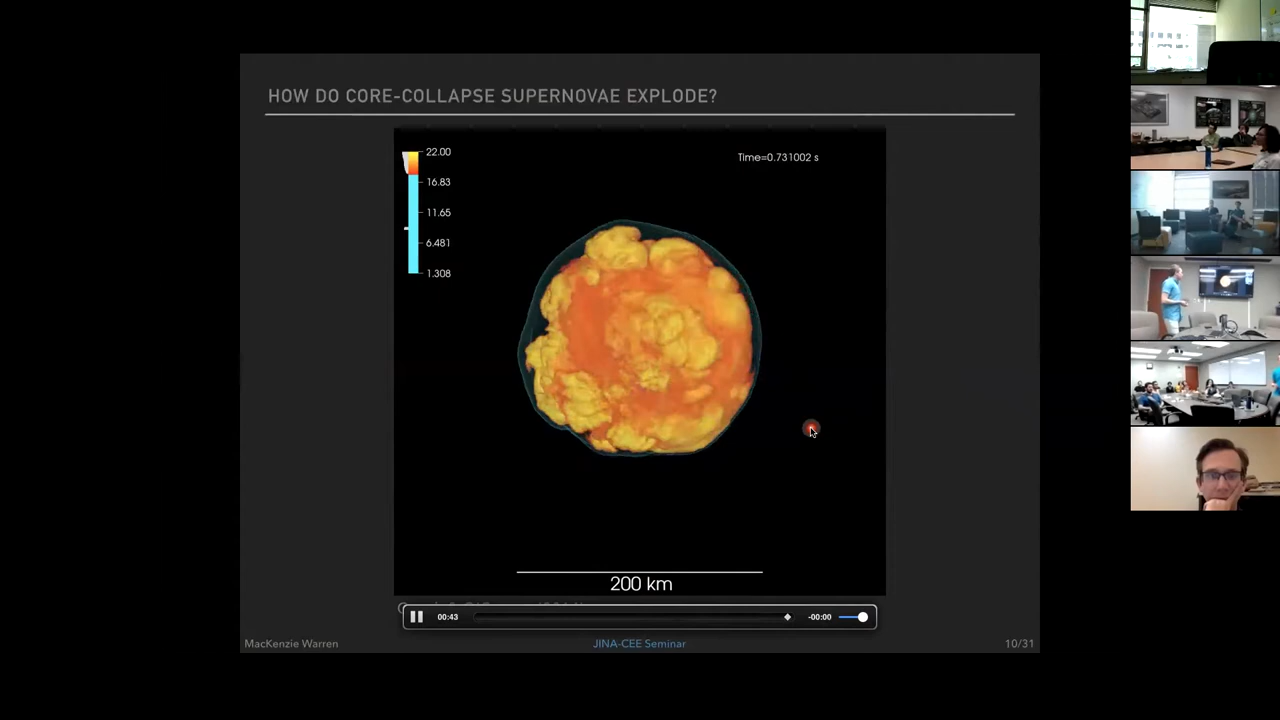 HOW DO CORE-COLLAPSE SUPERNOVAE EXPLODE?
22.00
Time=0.731002 s
16.83
11.65
6.481
1.308
200 km
00:43
-00:00
MacKenzie Warren
JINA-CEE Seminar
10/31